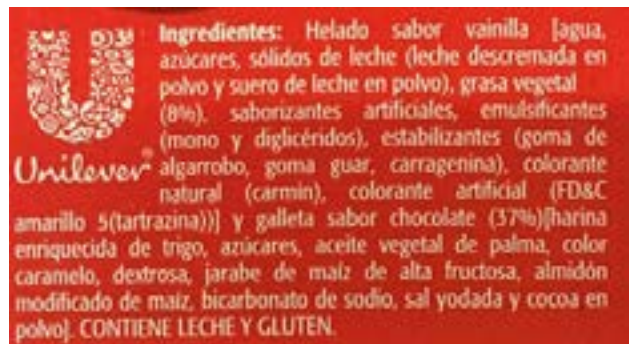 Ingredientes: Helado sabor vainilla [agua,
azúcares, sólidos de leche (leche descremada en
polvo y suero de leche en polvo), grasa vegetal
(8%), saborizantes artificiales, emulsificantes
(mono y diglicéridos), estabilizantes (goma de
Unilever algarrobo, goma guar, carragenina), colorante
natural (carmín), colorante artificial (FD&C
amarillo 5(tartrazina))] y galleta sabor chocolate (37%)[harina
enriquecida de trigo, azúcares, aceite vegetal de palma, color
caramelo, dextrosa, jarabe de maíz de alta fructosa, almidón
modificado de maíz, bicarbonato de sodio, sal yodada y cocoa en
polvo]. CONTIENE LECHE Y GLUTEN.